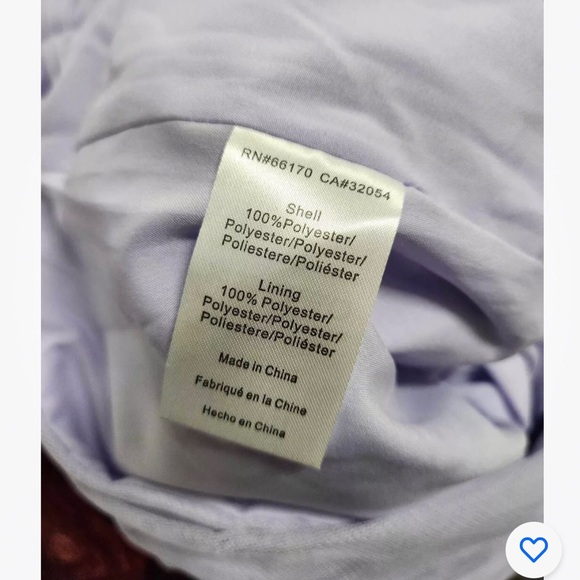 RN#66170 CA#32054
Shell
100%Polyester/
Polyester/Polyester/
Poliestere/Poliéster
Lining
100% Polyester/
Polyester/Polyester/
Poliestere/Poliéster
Made in China
Fabriqué en la Chine
Hecho en China